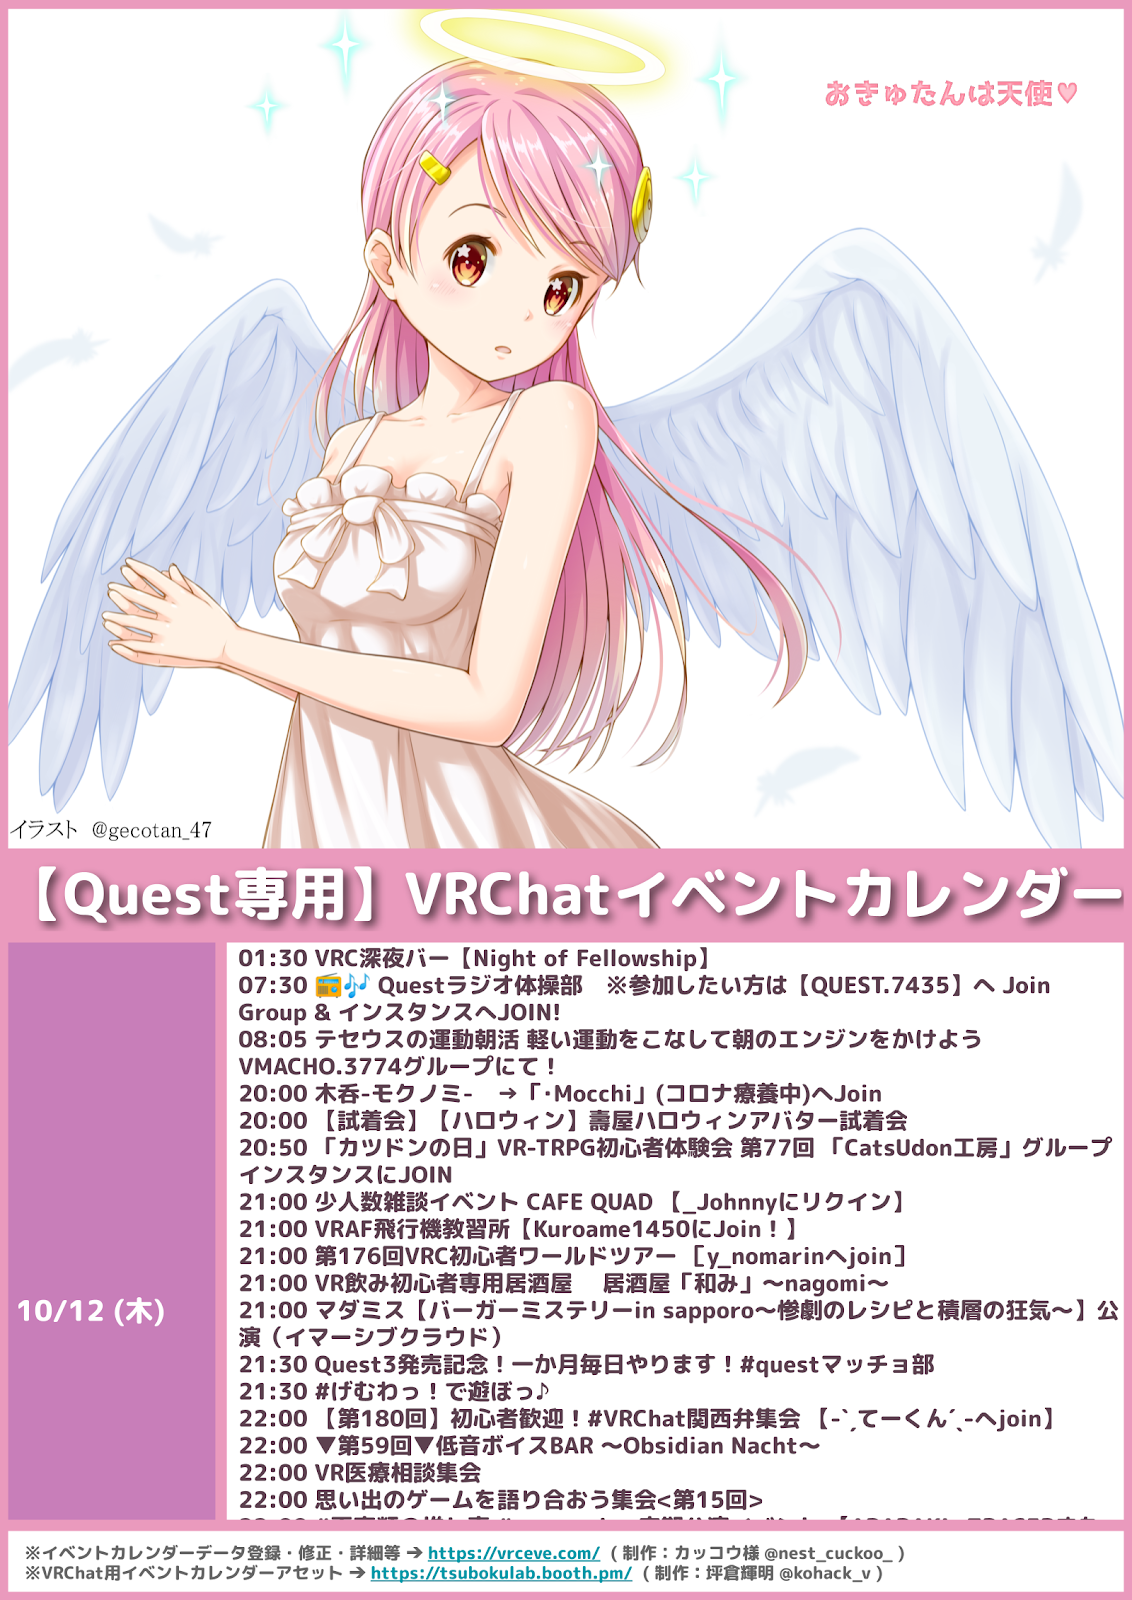 おきゅたんは天使♥
イラスト @gecotan_47
【Quest専用】VRChatイベントカレンダー
10/12 (木)
01:30 VRC深夜バー【Night of Fellowship】
07:30 📻🎶 Questラジオ体操部　※参加したい方は【QUEST.7435】へ Join
Group & インスタンスへJOIN!
08:05 テセウスの運動朝活 軽い運動をこなして朝のエンジンをかけよう
VMACHO.3774グループにて！
20:00 木呑-モクノミ-　→「･Mocchi」(コロナ療養中)へJoin
20:00 【試着会】【ハロウィン】壽屋ハロウィンアバター試着会
20:50 「カツドンの日」VR-TRPG初心者体験会 第77回 「CatsUdon工房」グループ
インスタンスにJOIN
21:00 少人数雑談イベント CAFE QUAD 【_Johnnyにリクイン】
21:00 VRAF飛行機教習所【Kuroame1450にJoin！】
21:00 第176回VRC初心者ワールドツアー ［y_nomarinへjoin］
21:00 VR飲み初心者専用居酒屋　居酒屋「和み」～nagomi～
21:00 マダミス【バーガーミステリーin sapporo～惨劇のレシピと積層の狂気～】公
演（イマーシブクラウド）
21:30 Quest3発売記念！一か月毎日やります！#questマッチョ部
21:30 #げむわっ！で遊ぼっ♪
22:00 【第180回】初心者歓迎！#VRChat関西弁集会 【-ˋˏてーくんˊˎ-へjoin】
22:00 ▼第59回▼低音ボイスBAR ～Obsidian Nacht～
22:00 VR医療相談集会
22:00 思い出のゲームを語り合おう集会<第15回>
※イベントカレンダーデータ登録・修正・詳細等 ➔ https://vrceve.com/ （制作：カッコウ様 @nest_cuckoo_ ）
※VRChat用イベントカレンダーアセット ➔ https://tsubokulab.booth.pm/ （制作：坪倉輝明 @kohack_v ）